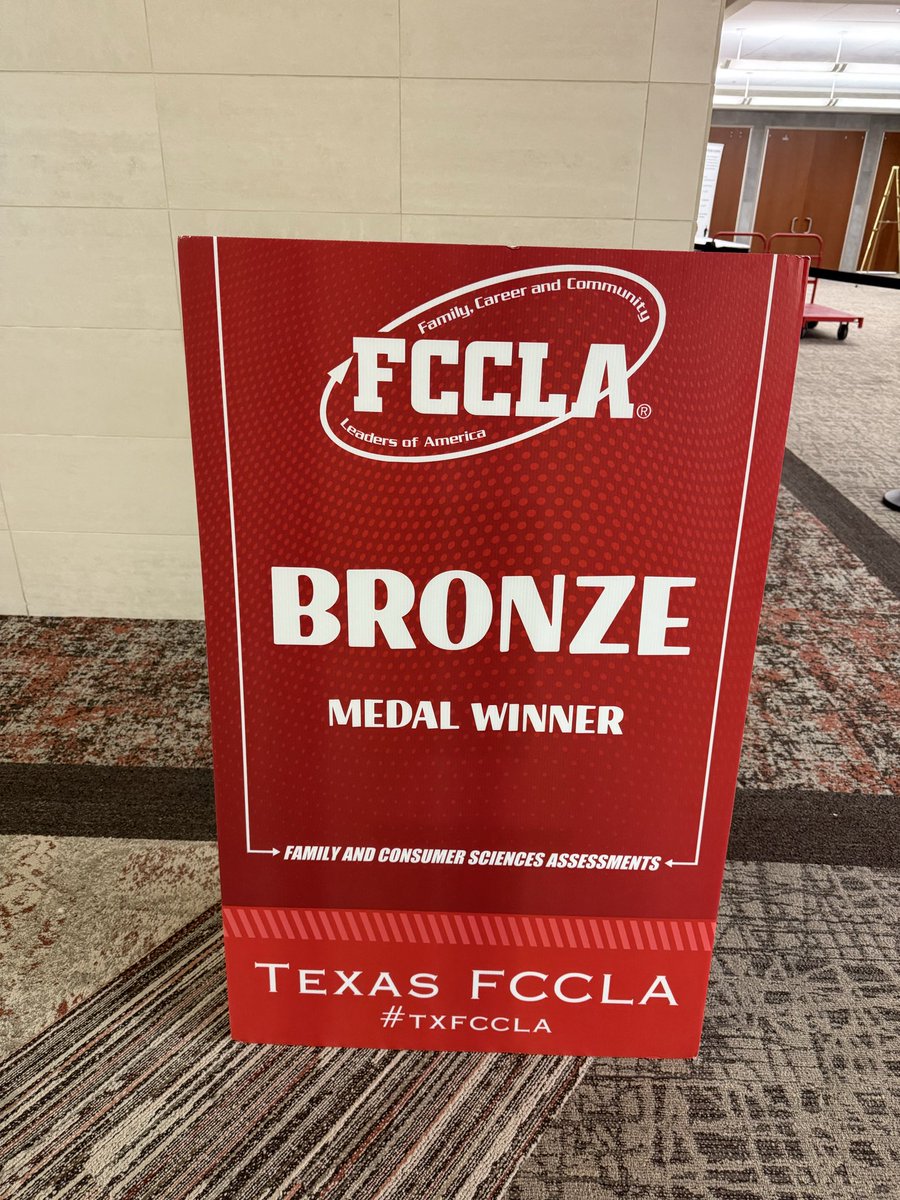 Family, Career and Community
FCCLA®
Leaders of America
BRONZE
MEDAL WINNER
FAMILY AND CONSUMER SCIENCES ASSESSMENTS
TEXAS FCCLA
#TXFCCLA